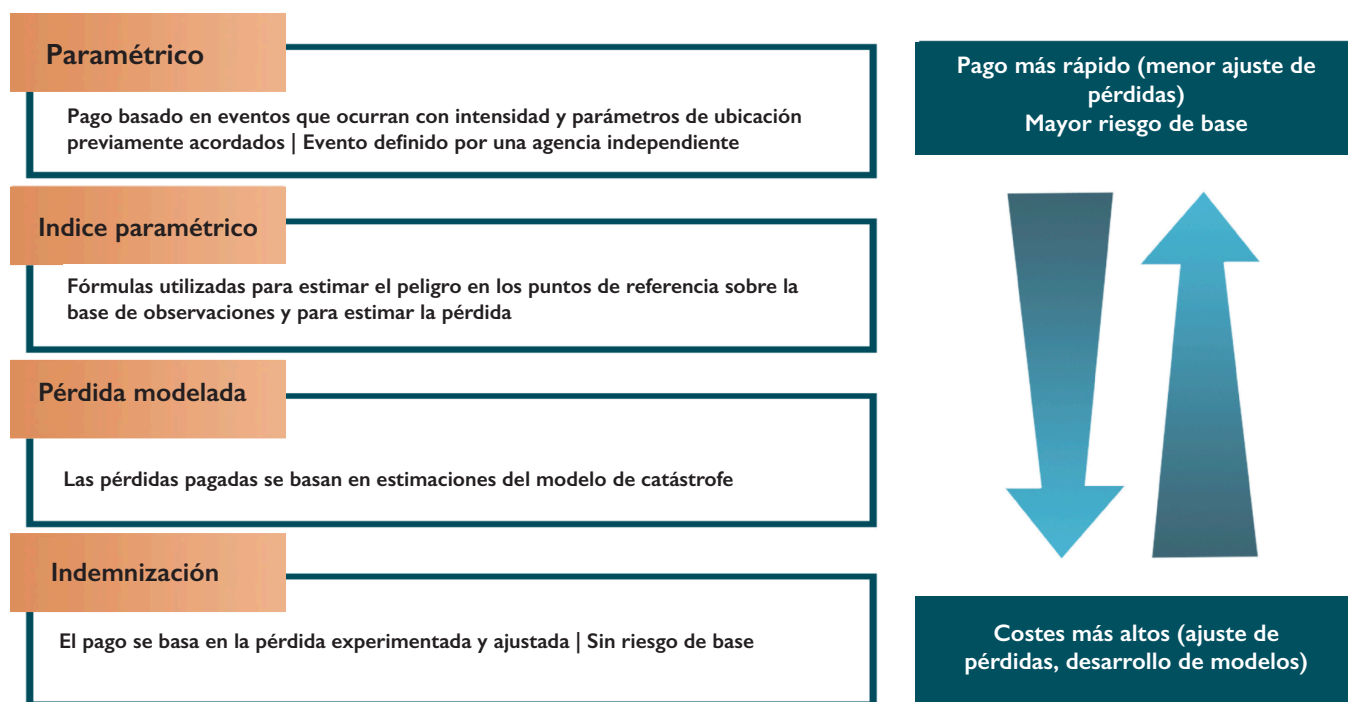 Paramétrico
Pago basado en eventos que ocurran con intensidad y parámetros de ubicación
previamente acordados | Evento definido por una agencia independiente
Indice paramétrico
Fórmulas utilizadas para estimar el peligro en los puntos de referencia sobre la
base de observaciones y para estimar la pérdida
Pérdida modelada
Las pérdidas pagadas se basan en estimaciones del modelo de catástrofe
Indemnización
El pago se basa en la pérdida experimentada y ajustada | Sin riesgo de base
Pago más rápido (menor ajuste de
pérdidas)
Mayor riesgo de base
Costes más altos (ajuste de
pérdidas, desarrollo de modelos)